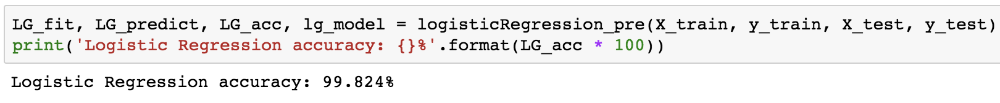 LG_fit, LG_predict, LG_acc, lg_model = logisticRegression_pre(X_train, y_train, X_test, y_test)
print('Logistic Regression accuracy: {}%'.format(LG_acc * 100))
Logistic Regression accuracy: 99.824%